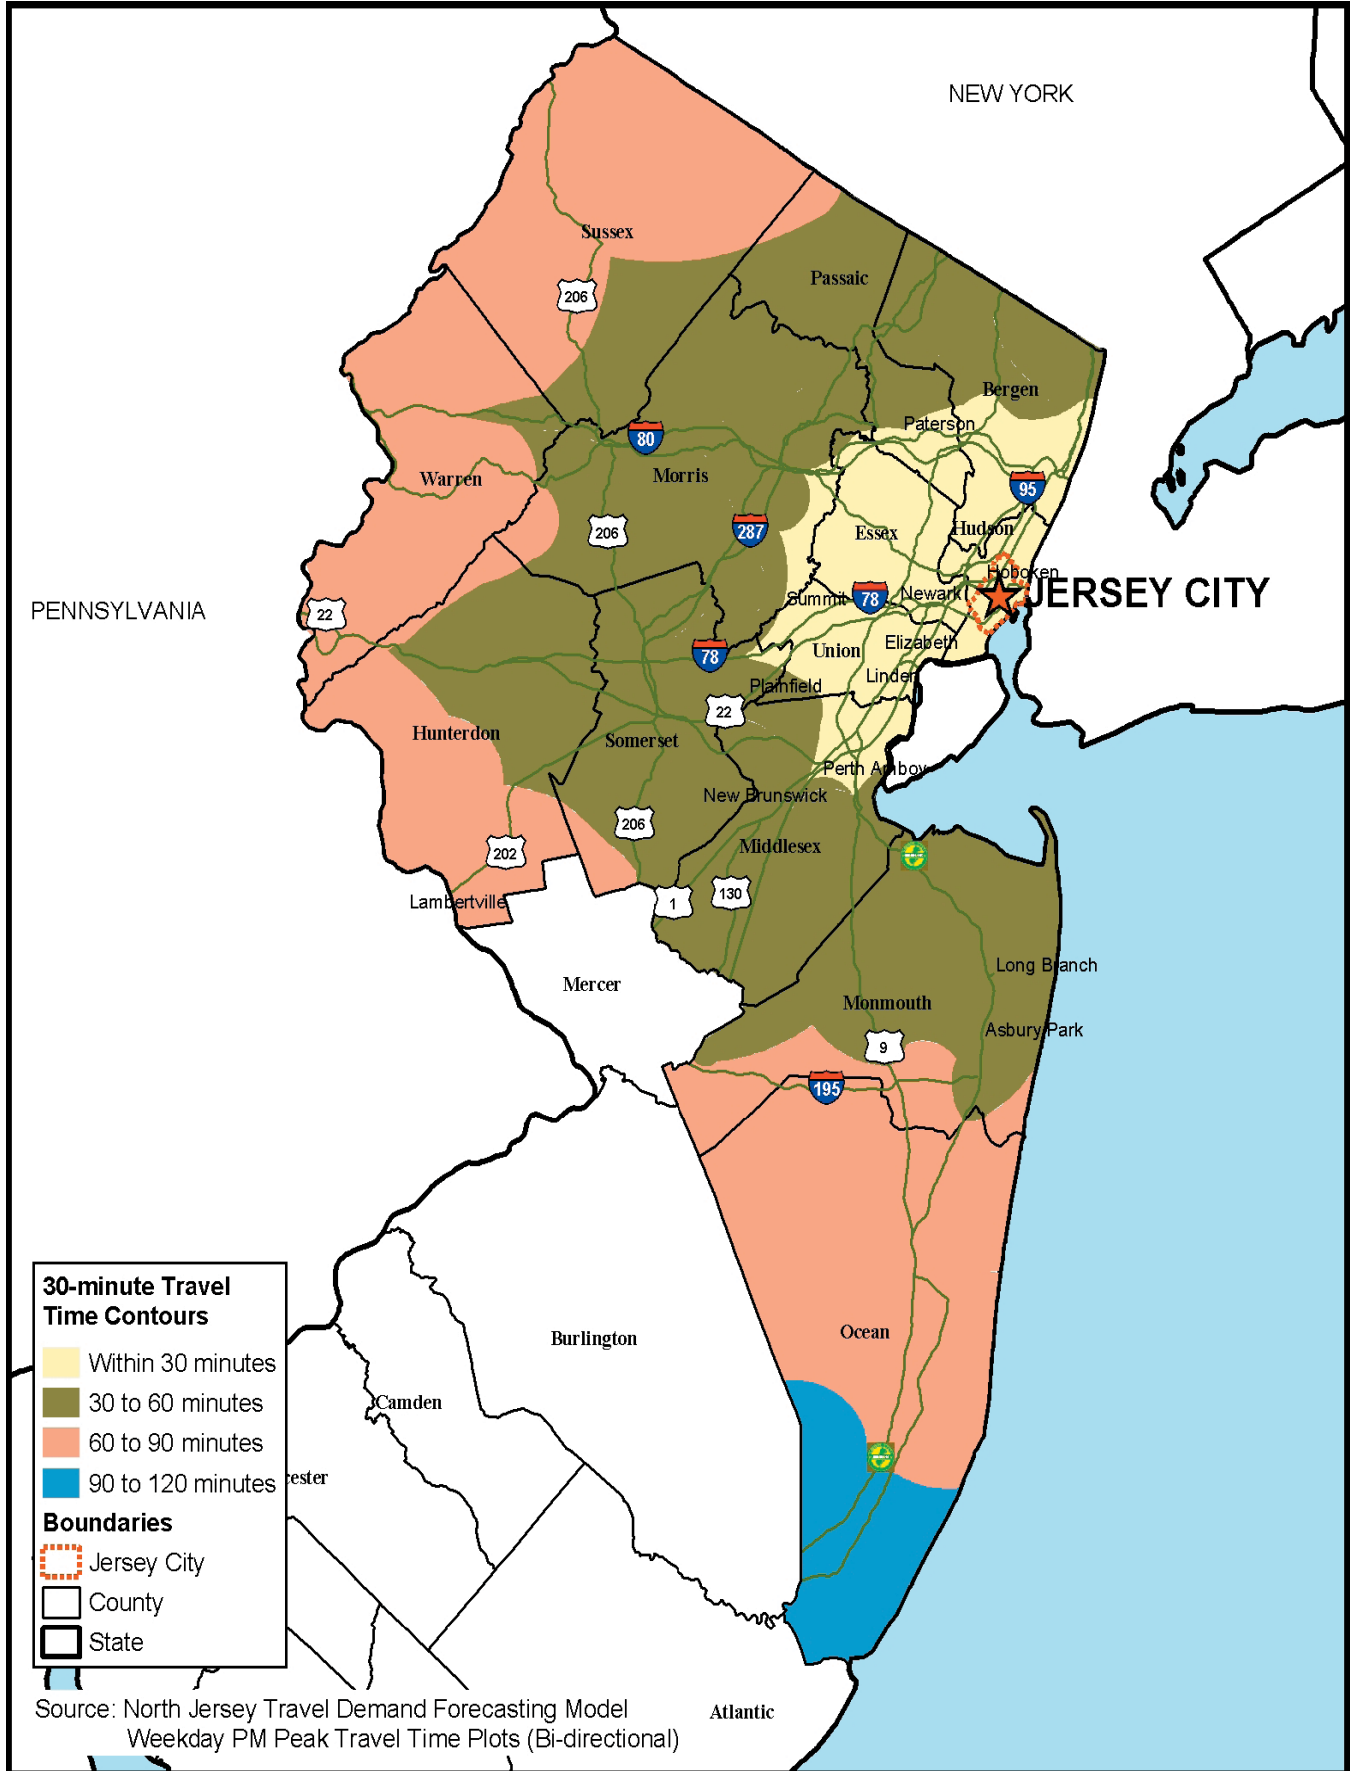 NEW YORK
Sussex
Passaic
206
Bergen
Paterson
80
Warren
Morris
95
206
287
Essex
Hudson
Hoboken
JERSEY CITY
PENNSYLVANIA
22
Summit
78
Newark
Elizabeth
78
Union
Linden
Plainfield
22
Hunterdon
Somerset
Perth Amboy
New Brunswick
206
Middlesex
202
130
1
Lambertville
Long Branch
Mercer
Monmouth
Asbury Park
9
195
30-minute Travel
Time Contours
Within 30 minutes
30 to 60 minutes
60 to 90 minutes
90 to 120 minutes
Boundaries
Jersey City
County
State
Burlington
Ocean
Camden
cester
Source: North Jersey Travel Demand Forecasting Model
Weekday PM Peak Travel Time Plots (Bi-directional)
Atlantic